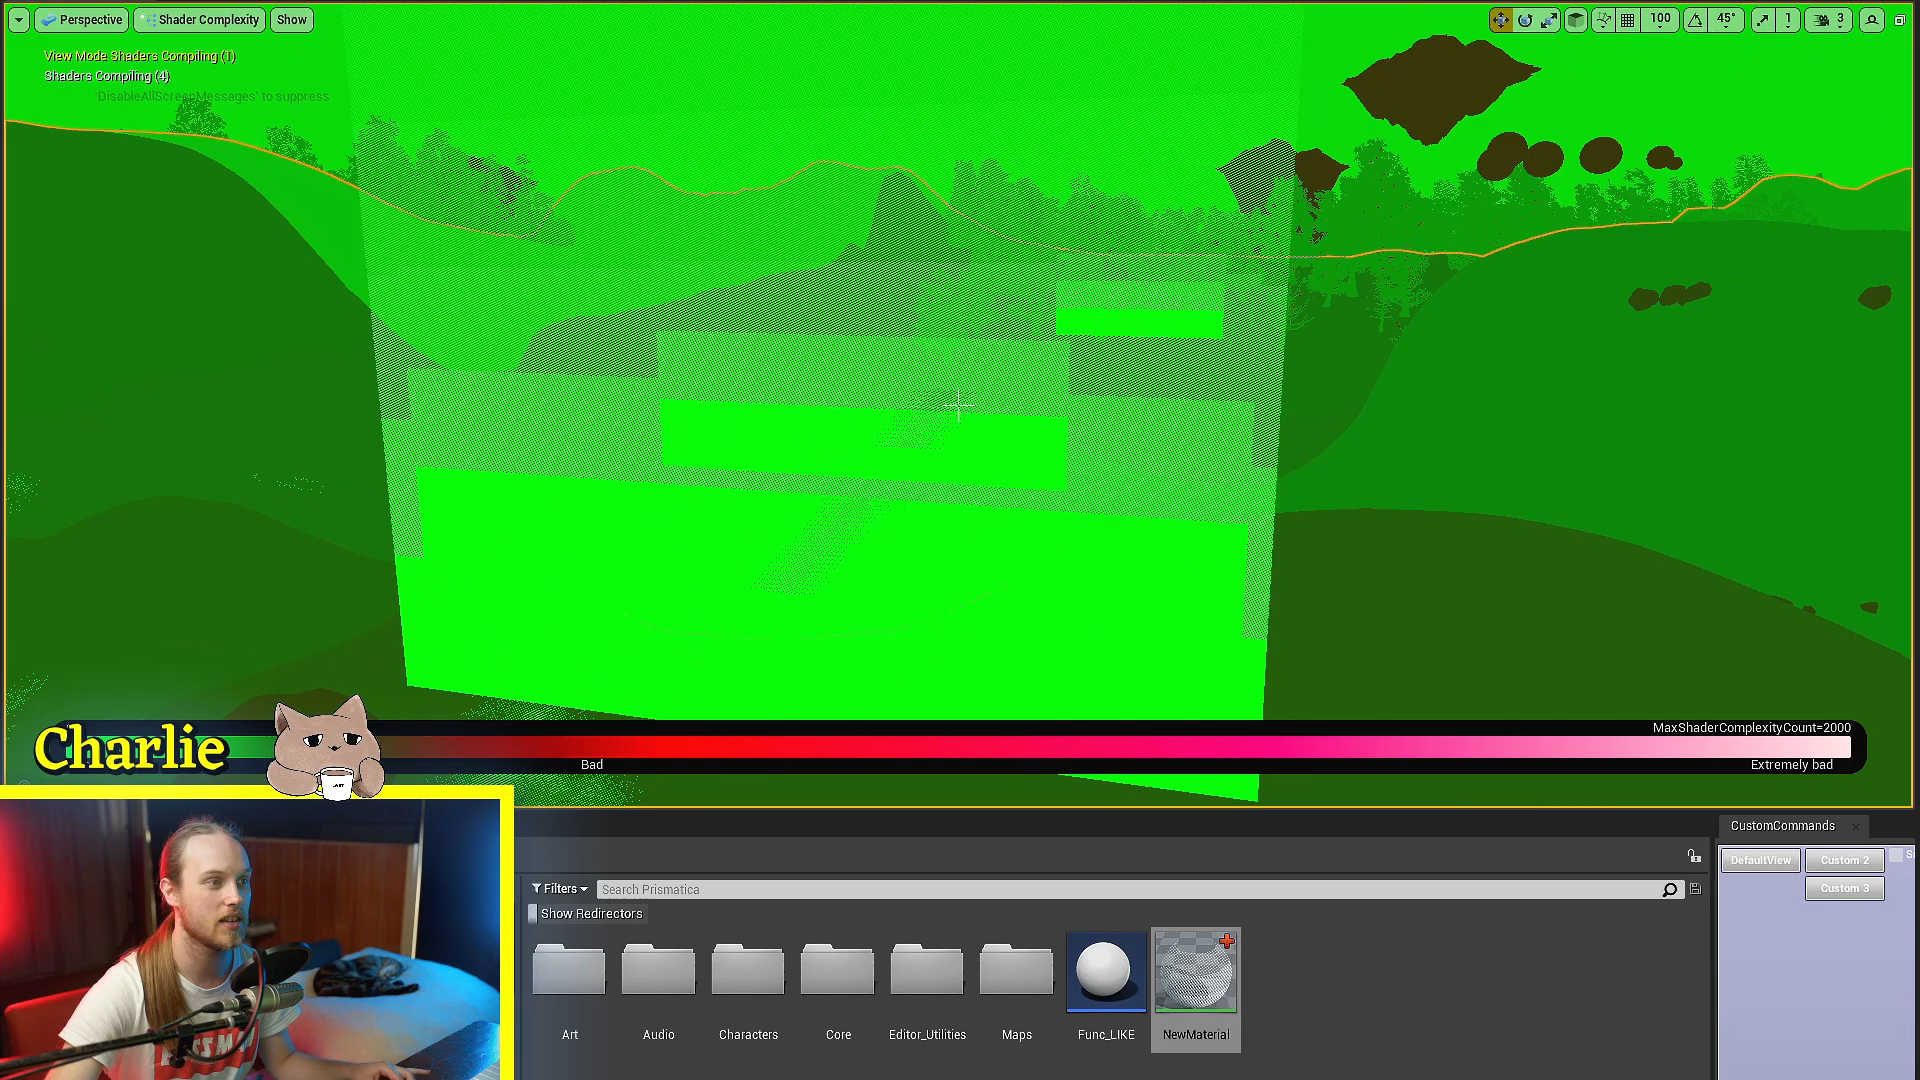 Perspective
Shader Complexity
Show
100
45°
1
3
View Mode Shaders Compiling (1)
Shaders Compiling (4)
'DisableAllScreenMessages' to suppress
Charlie
MaxShaderComplexityCount=2000
Bad
Extremely bad
CustomCommands
DefaultView
Custom 2
Custom 3
Filters
Search Prismatica
Show Redirectors
Art
Audio
Characters
Core
Editor_Utilities
Maps
Func_LIKE
NewMaterial